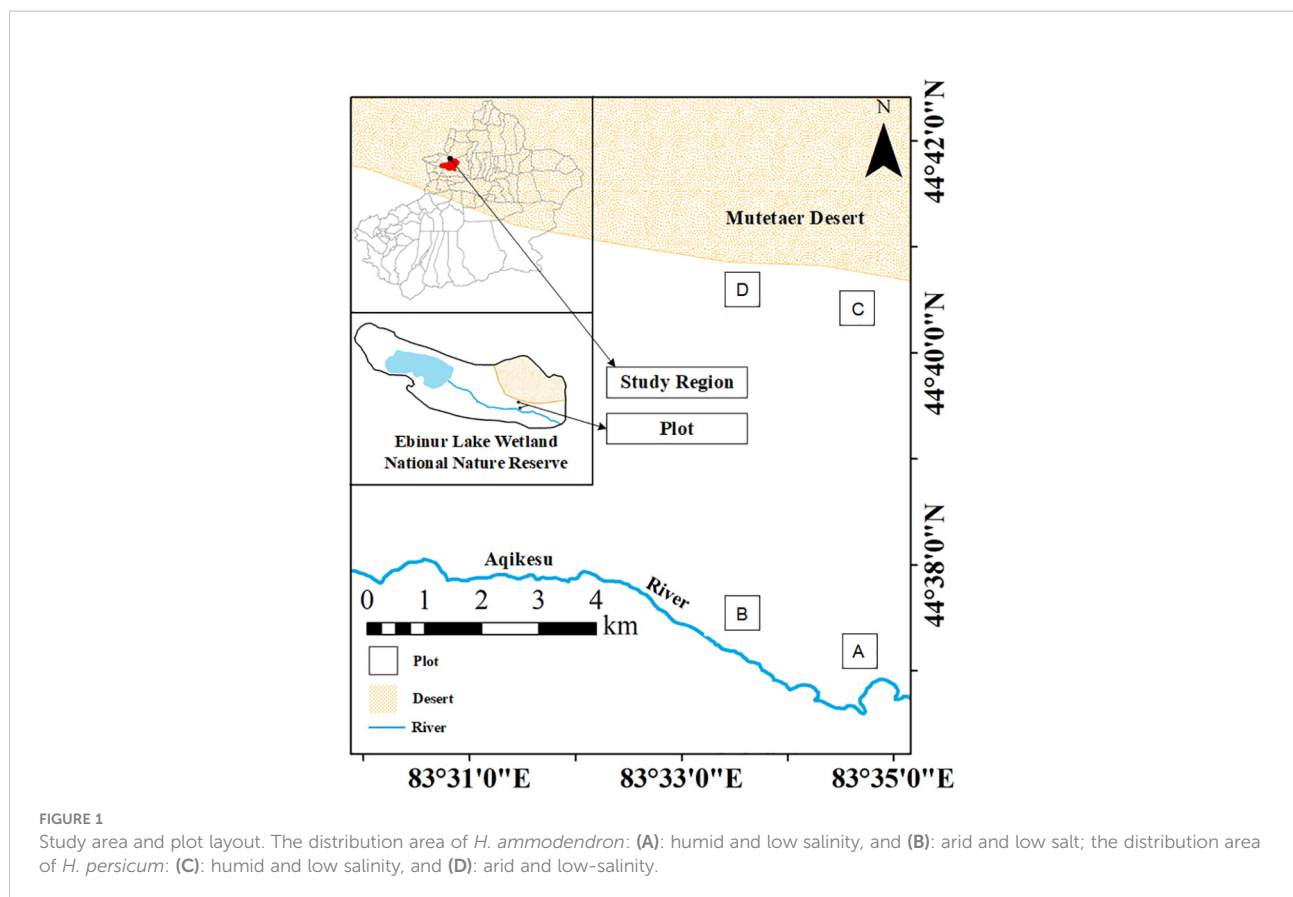 N
44°42'0"N
Mutetaer Desert
D
C
44°40'0"N
Study Region
Plot
Ebinur Lake Wetland
National Nature Reserve
44°38'0"N
Aqikesu
River
B
A
0 1 2 3 4
km
Plot
Desert
River
83°31'0"E 83°33'0"E 83°35'0"E
FIGURE 1
Study area and plot layout. The distribution area of H. ammodendron: (A): humid and low salinity, and (B): arid and low salt; the distribution area
of H. persicum: (C): humid and low salinity, and (D): arid and low-salinity.